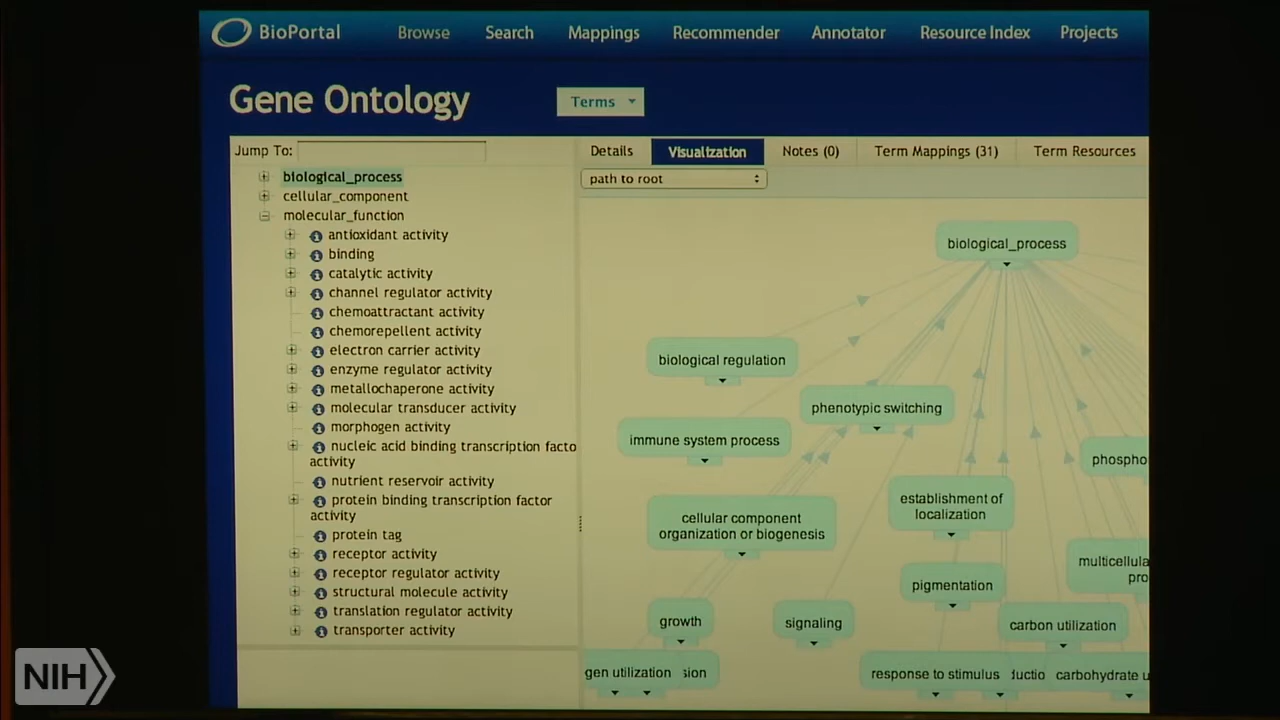 BioPortal Browse Search Mappings Recommender Annotator Resource Index Projects
Gene Ontology Terms
Jump To:
biological_process
cellular_component
molecular_function
antioxidant activity
binding
catalytic activity
channel regulator activity
chemoattractant activity
chemorepellent activity
electron carrier activity
enzyme regulator activity
metallochaperone activity
molecular transducer activity
morphogen activity
nucleic acid binding transcription facto
activity
nutrient reservoir activity
protein binding transcription factor
activity
protein tag
receptor activity
receptor regulator activity
structural molecule activity
translation regulator activity
transporter activity
Details Visualization Notes (0) Term Mappings (31) Term Resources
path to root
biological_process
biological regulation
phenotypic switching
immune system process
phospho
establishment of
localization
cellular component
organization or biogenesis
multicellula
pro
pigmentation
growth
signaling
carbon utilization
gen utilization sion
response to stimulus ductio carbohydrate u
NIH